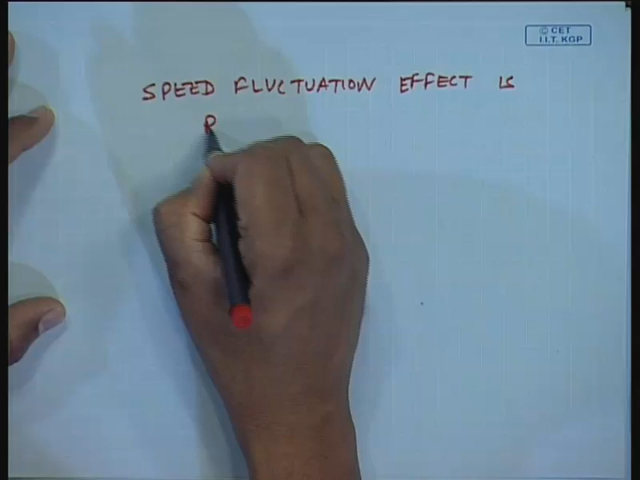 © CET
I.I.T. KGP
SPEED FLUCTUATION EFFECT IS